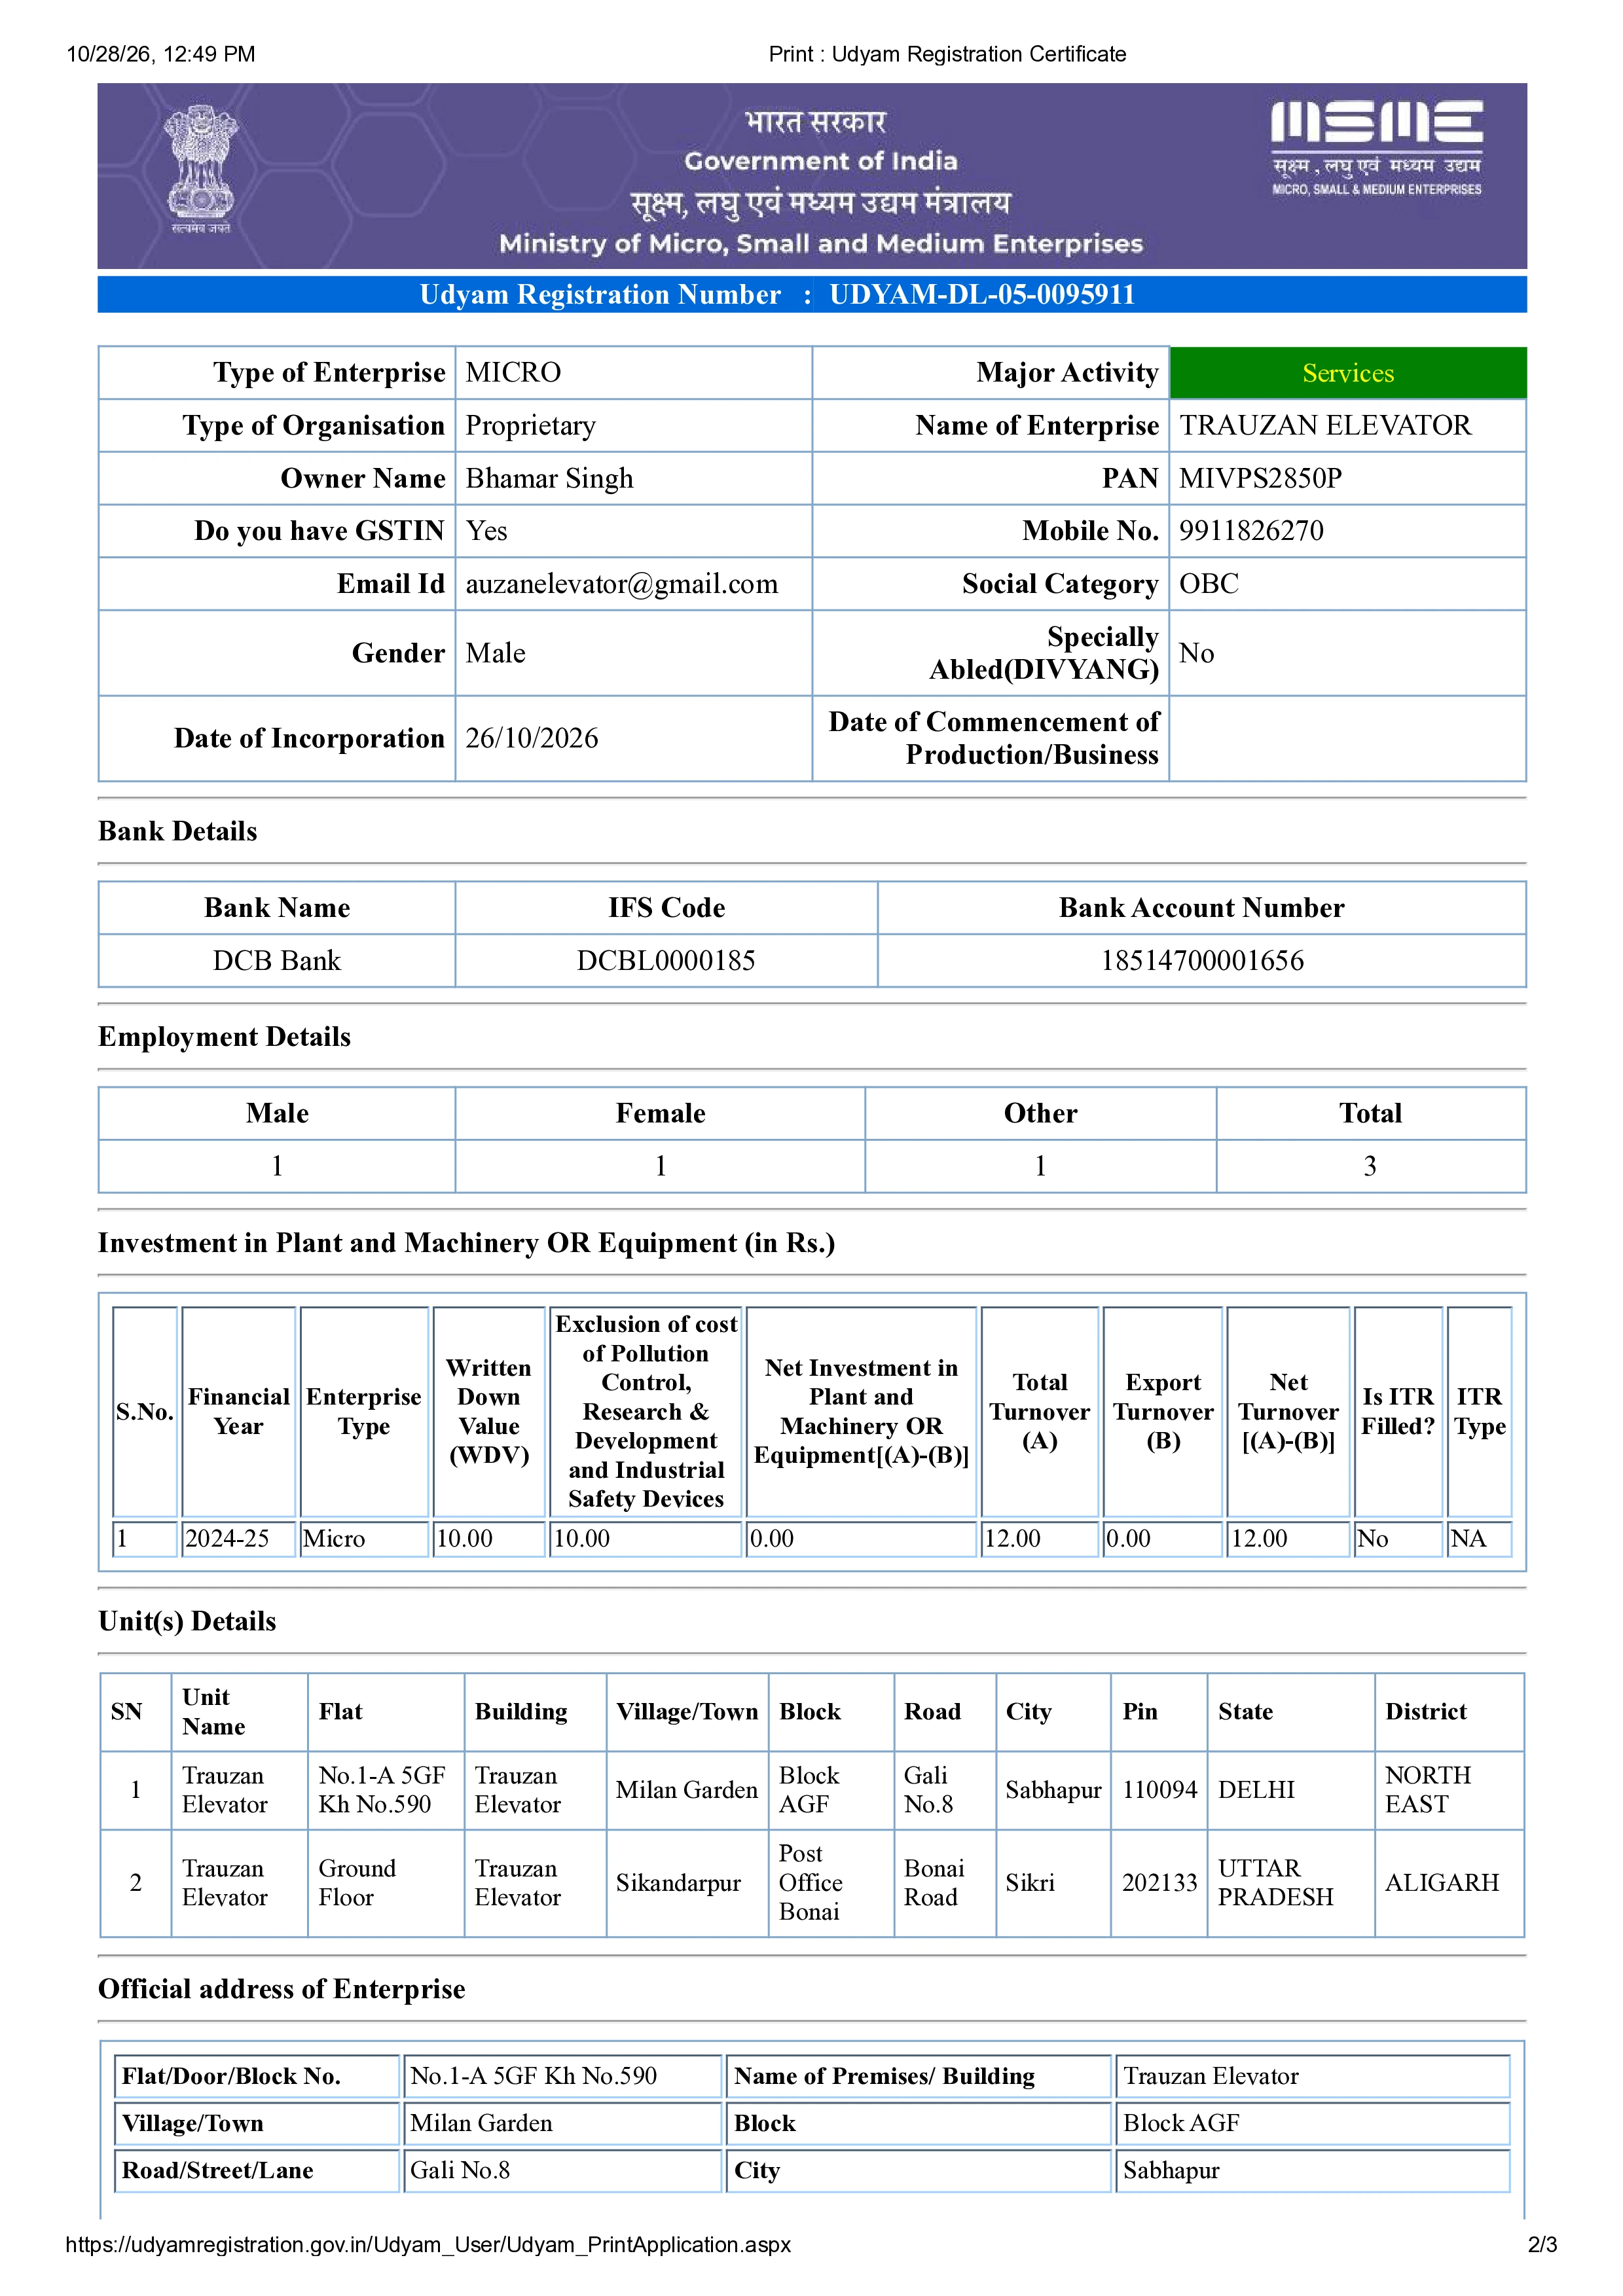 10/28/26, 12:49 PM Print : Udyam Registration Certificate
सत्यमेव जयते
भारत सरकार
Government of India
सूक्ष्म, लघु एवं मध्यम उद्यम मंत्रालय
Ministry of Micro, Small and Medium Enterprises
MSME
सूक्ष्म , लघु एवं मध्यम उद्यम
MICRO, SMALL & MEDIUM ENTERPRISES
Udyam Registration Number : UDYAM-DL-05-0095911
Type of Enterprise MICRO Major Activity Services
Type of Organisation Proprietary Name of Enterprise TRAUZAN ELEVATOR
Owner Name Bhamar Singh PAN MIVPS2850P
Do you have GSTIN Yes Mobile No. 9911826270
Email Id auzanelevator@gmail.com Social Category OBC
Gender Male Specially Abled(DIVYANG) No
Date of Incorporation 26/10/2026 Date of Commencement of Production/Business
Bank Details
Bank Name IFS Code Bank Account Number
DCB Bank DCBL0000185 18514700001656
Employment Details
Male Female Other Total
1 1 1 3
Investment in Plant and Machinery OR Equipment (in Rs.)
S.No. Financial Year Enterprise Type Written Down Value (WDV) Exclusion of cost of Pollution Control, Research & Development and Industrial Safety Devices Net Investment in Plant and Machinery OR Equipment[(A)-(B)] Total Turnover (A) Export Turnover (B) Net Turnover [(A)-(B)] Is ITR Filled? ITR Type
1 2024-25 Micro 10.00 10.00 0.00 12.00 0.00 12.00 No NA
Unit(s) Details
SN Unit Name Flat Building Village/Town Block Road City Pin State District
1 Trauzan Elevator No.1-A 5GF Kh No.590 Trauzan Elevator Milan Garden Block AGF Gali No.8 Sabhapur 110094 DELHI NORTH EAST
2 Trauzan Elevator Ground Floor Trauzan Elevator Sikandarpur Post Office Bonai Bonai Road Sikri 202133 UTTAR PRADESH ALIGARH
Official address of Enterprise
Flat/Door/Block No. No.1-A 5GF Kh No.590 Name of Premises/ Building Trauzan Elevator
Village/Town Milan Garden Block Block AGF
Road/Street/Lane Gali No.8 City Sabhapur
https://udyamregistration.gov.in/Udyam_User/Udyam_PrintApplication.aspx 2/3